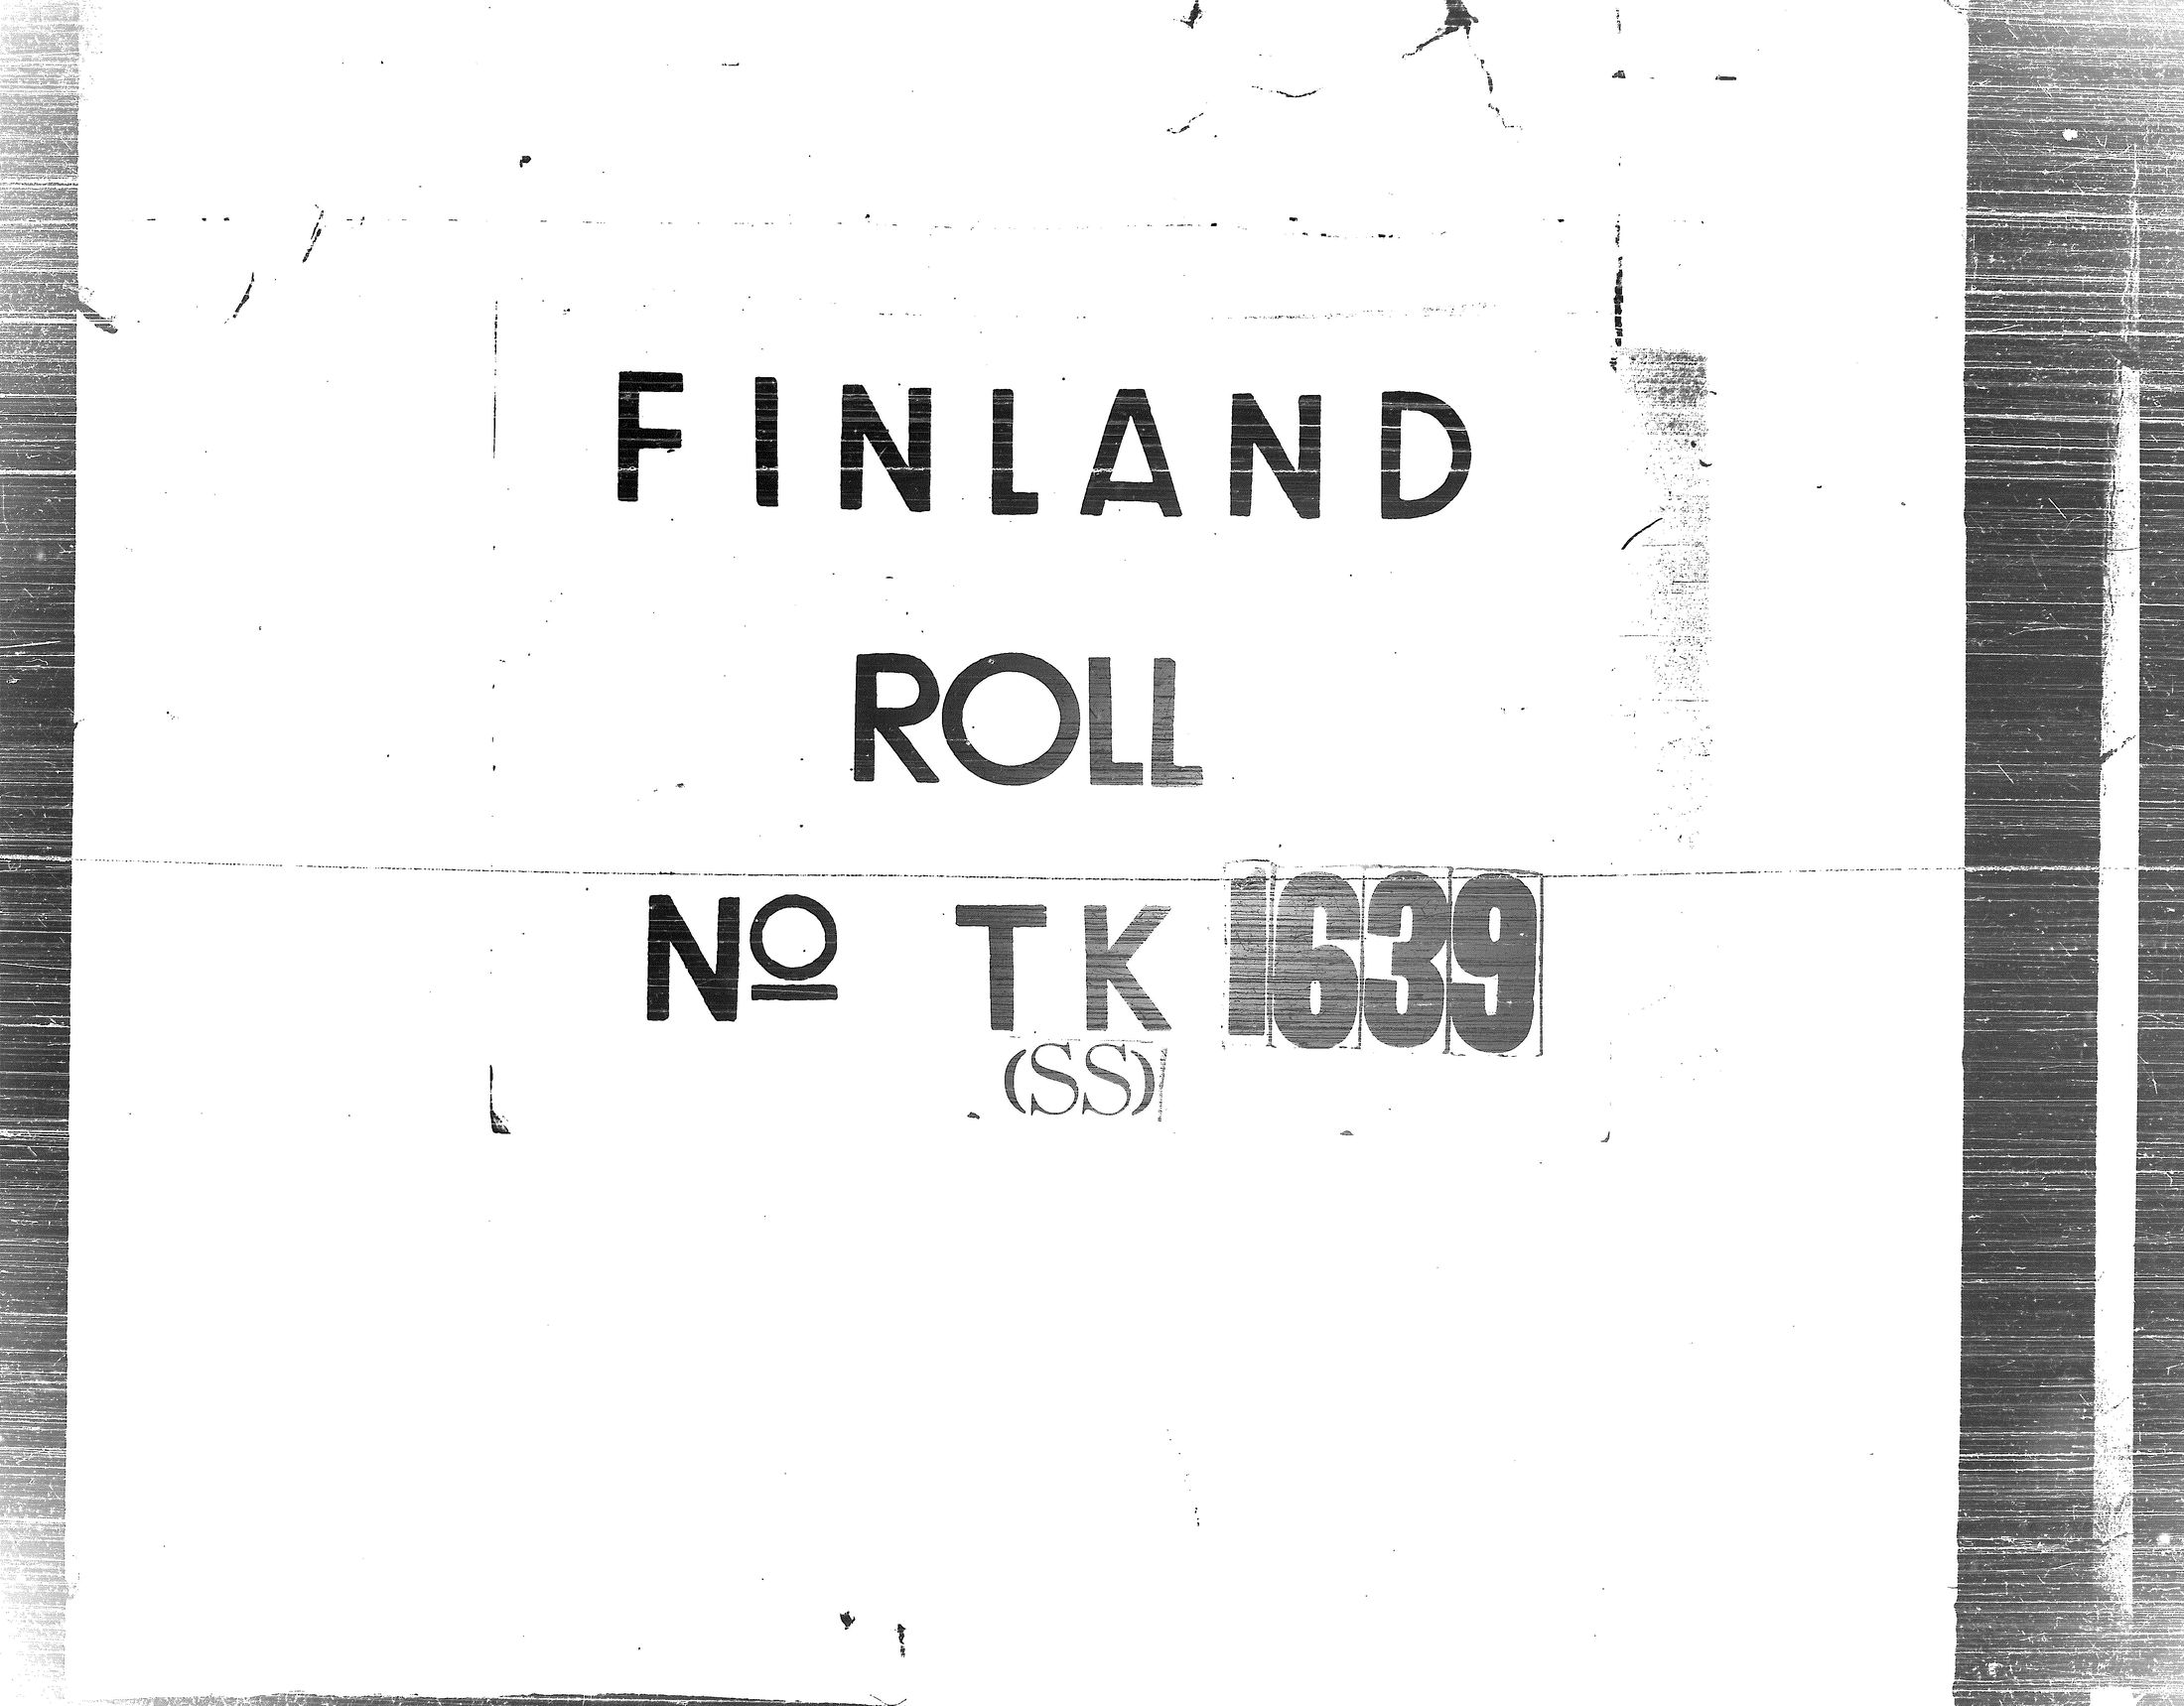 FINLAND
ROLL
Nº TK 1639
(SS)